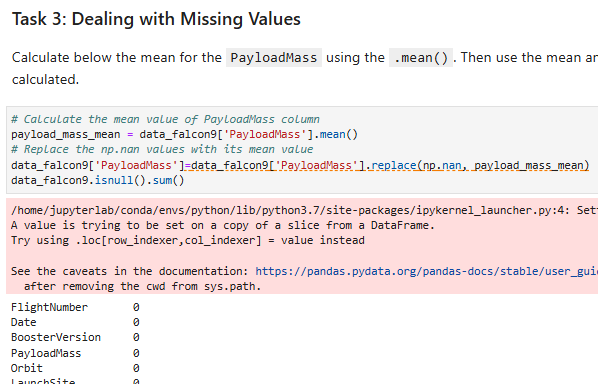 Task 3: Dealing with Missing Values
Calculate below the mean for the PayloadMass using the .mean(). Then use the mean
calculated.
# Calculate the mean value of PayloadMass column
payload_mass_mean = data_falcon9['PayloadMass'].mean()
# Replace the np.nan values with its mean value
data_falcon9['PayloadMass']=data_falcon9['PayloadMass'].replace(np.nan, payload_mass_mean)
data_falcon9.isnull().sum()
/home/jupyterlab/conda/envs/python/lib/python3.7/site-packages/ipykernel_launcher.py:4:
A value is trying to be set on a copy of a slice from a DataFrame.
Try using .loc[row_indexer,col_indexer] = value instead
See the caveats in the documentation: https://pandas.pydata.org/pandas-docs/stable/user_gui
after removing the cwd from sys.path.
FlightNumber 0
Date 0
BoosterVersion 0
PayloadMass 0
Orbit 0
LaunchSite 0